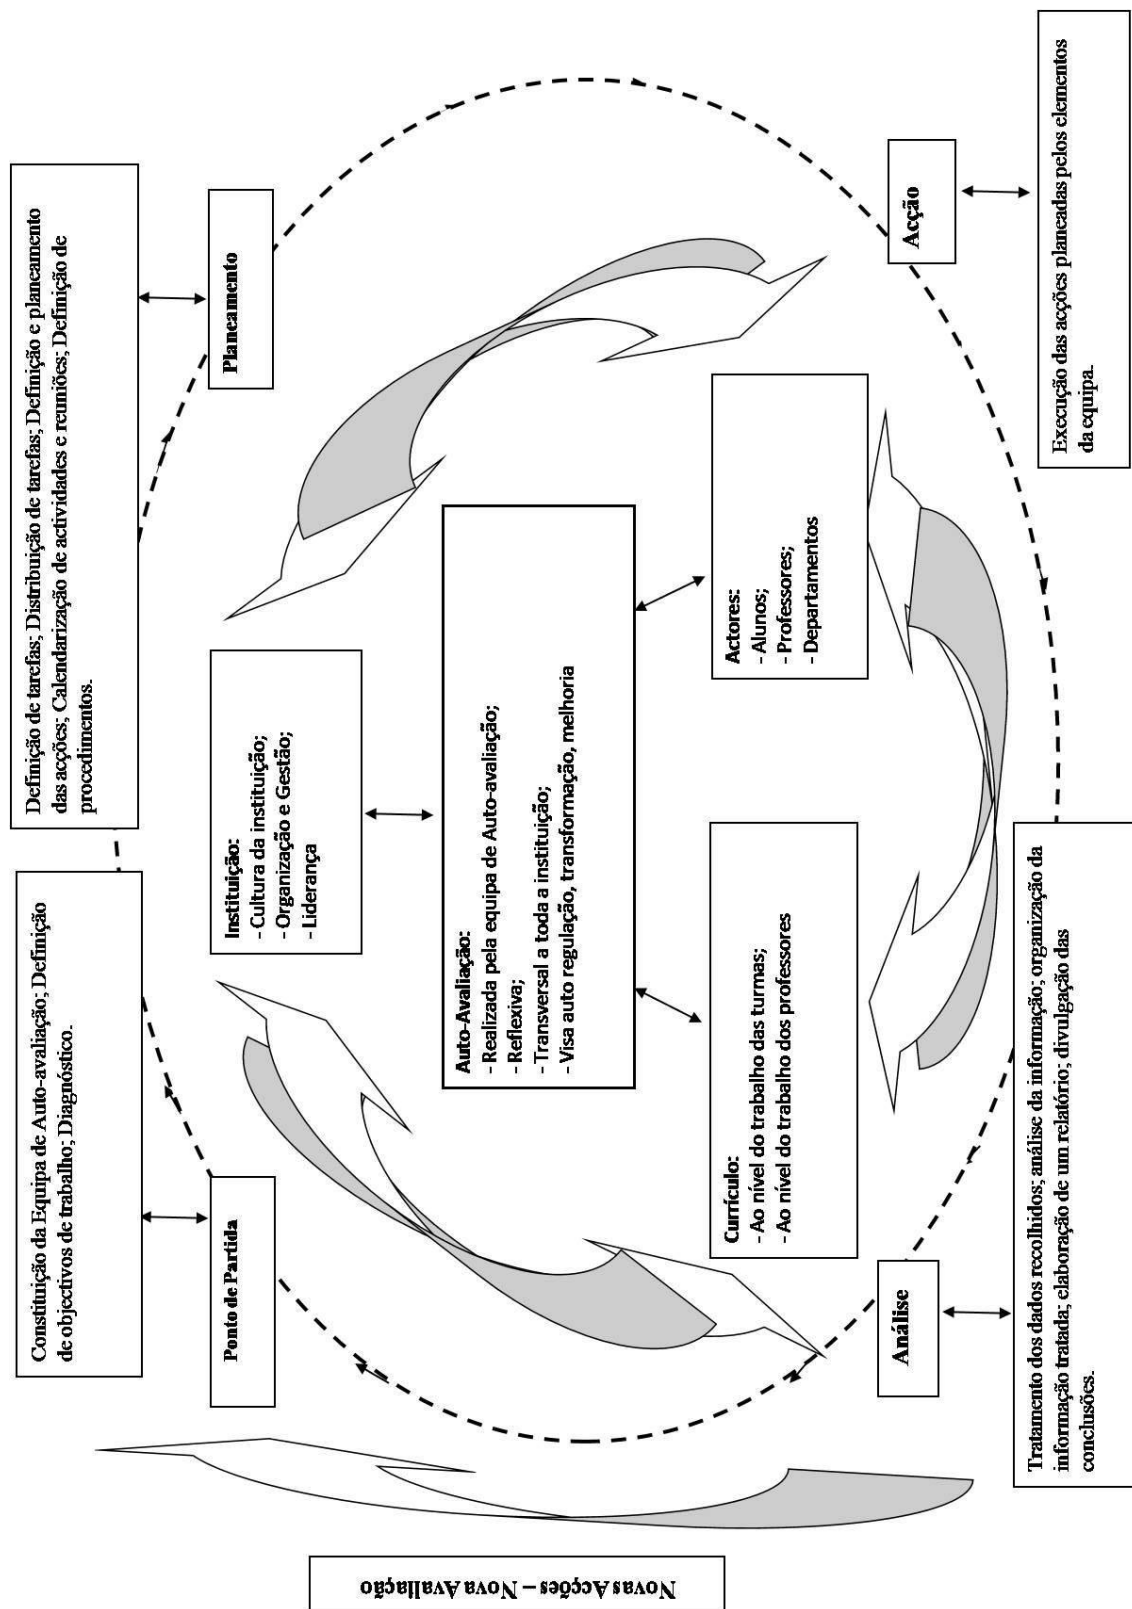 Novas Acções – Nova Avaliação
Constituição da Equipa de Auto-avaliação; Definição
de objectivos de trabalho; Diagnóstico.
Definição de tarefas; Distribuição de tarefas; Definição e planeamento
das acções; Calendarização de actividades e reuniões; Definição de
procedimentos.
Ponto de Partida
Planeamento
Instituição:
- Cultura da instituição;
- Organização e Gestão;
- Liderança
Auto-Avaliação:
- Realizada pela equipa de Auto-avaliação;
- Reflexiva;
- Transversal a toda a instituição;
- Visa auto regulação, transformação, melhoria
Currículo:
- Ao nível do trabalho das turmas;
- Ao nível do trabalho dos professores
Actores:
- Alunos;
- Professores;
- Departamentos
Análise
Acção
Tratamento dos dados recolhidos; análise da informação; organização da
informação tratada; elaboração de um relatório; divulgação das
conclusões.
Execução das acções planeadas pelos elementos
da equipa.